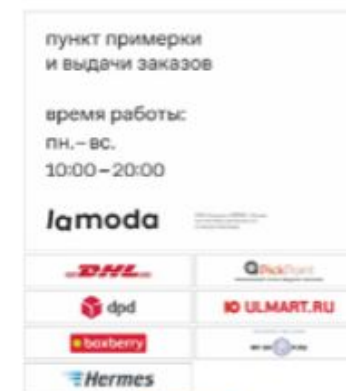 пункт примерки
и выдачи заказов
время работы:
пн.–вс.
10:00–20:00
lamoda
DHL
PickPoint
dpd
Ю ULMART.RU
boxberry
Hermes